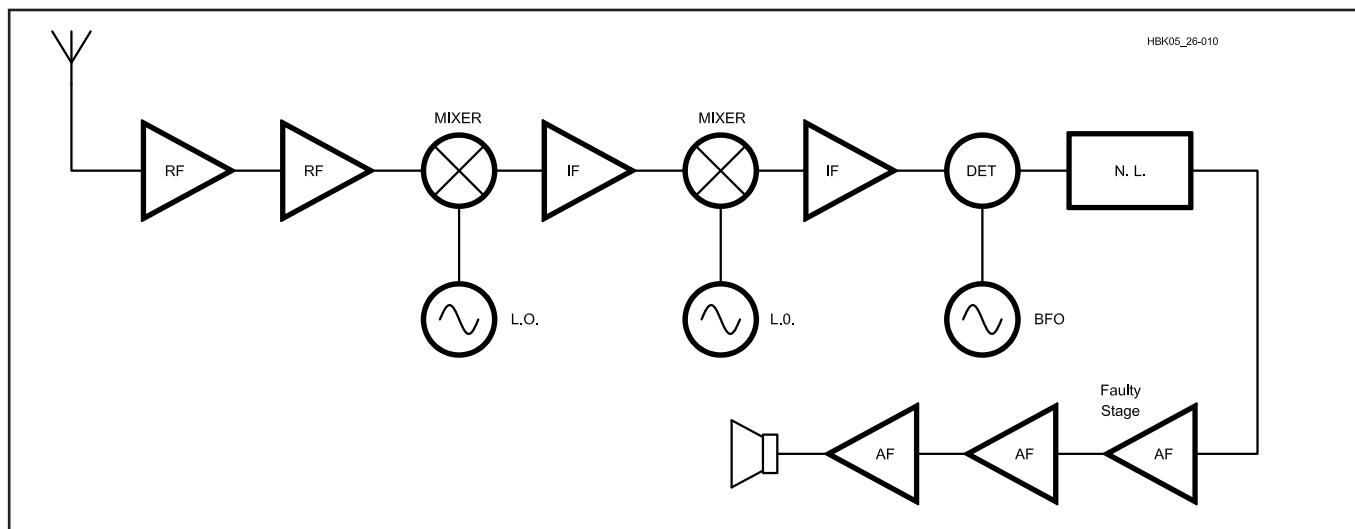 HBK05_26-010
MIXER
MIXER
RF
RF
IF
IF
DET
N. L.
L.O.
L.0.
BFO
Faulty
Stage
AF
AF
AF